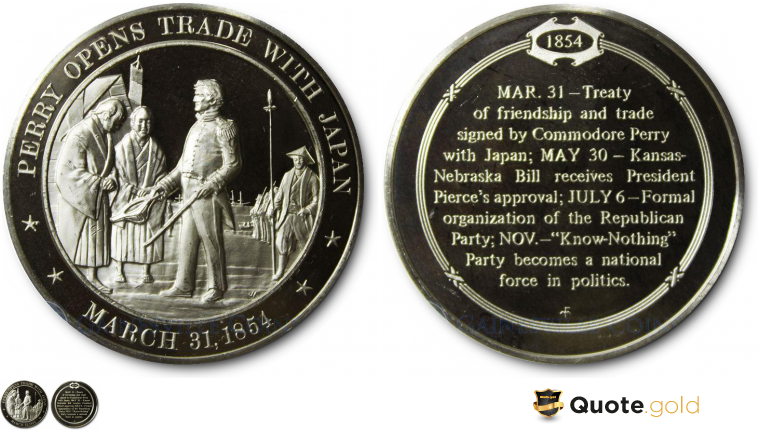 PERRY OPENS TRADE WITH JAPAN
MARCH 31, 1854
1854
MAR. 31 – Treaty
of friendship and trade
signed by Commodore Perry
with Japan; MAY 30 – Kansas-
Nebraska Bill receives President
Pierce's approval; JULY 6 – Formal
organization of the Republican
Party; NOV. – "Know-Nothing"
Party becomes a national
force in politics.
Quote.gold